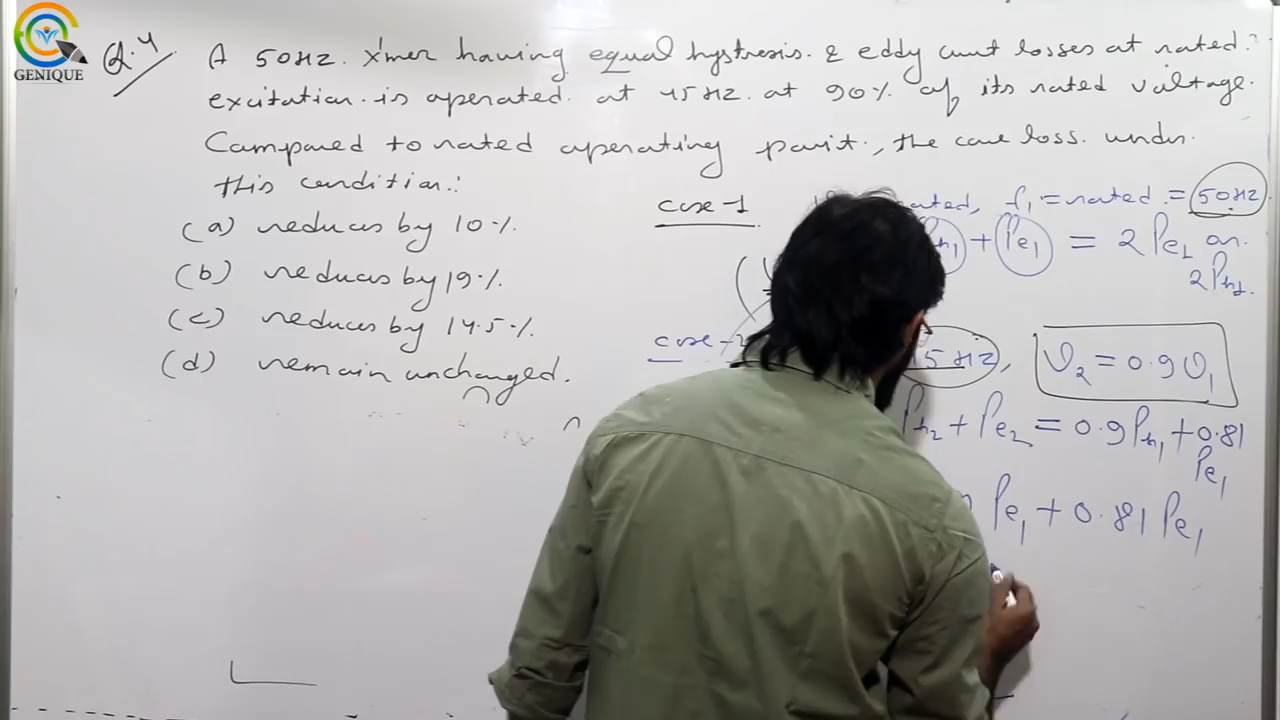 GENIQUE
Q.4 A 50HZ. X'mer having equal hystresis. & eddy curt losses at rated.
excitation. is operated. at 45HZ. at 90% of its rated voltage.
Compared to rated operating point., the core loss. under.
this condition:
(a) reduces by 10%.
(b) reduces by 19%.
(c) reduces by 14.5%.
(d) remain unchanged.
case-1 rated, f₁ = rated = 50HZ
+ Pe₁ = 2Pe₁ or.
2Ph₁.
case-2 45HZ, V₂ = 0.9V₁
Ph₂ + Pe₂ = 0.9Ph₁ + 0.81
Pe₁
Pe₁ + 0.81 Pe₁